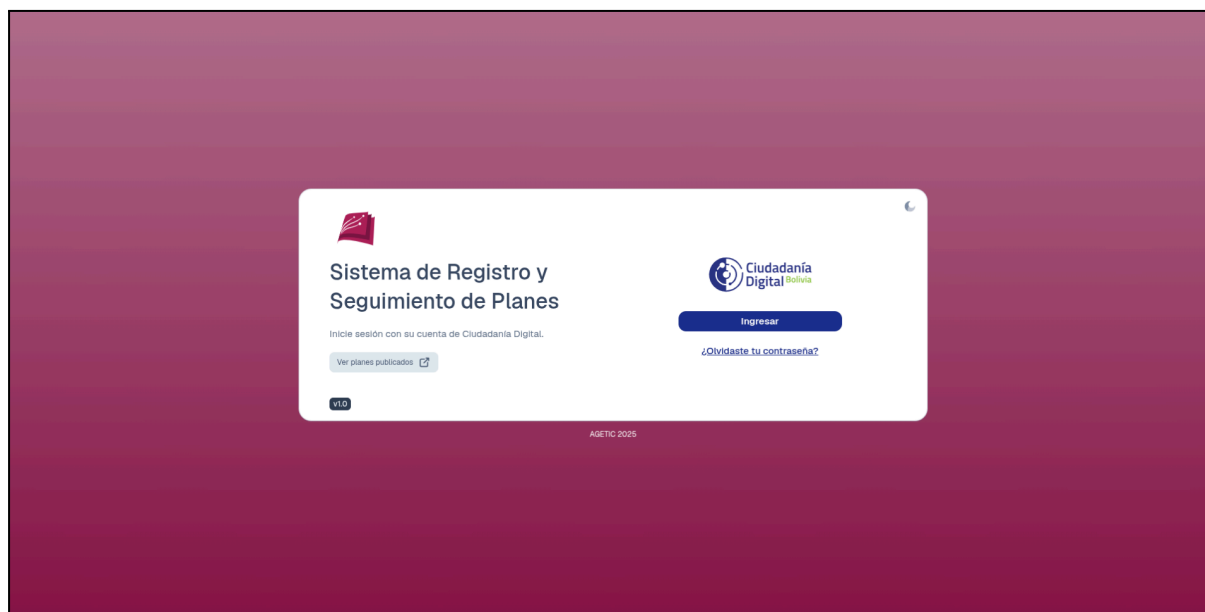 Sistema de Registro y
Seguimiento de Planes
Inicie sesión con su cuenta de Ciudadanía Digital.
Ver planes publicados
v1.0
Ciudadanía
Digital Bolivia
Ingresar
¿Olvidaste tu contraseña?
AGETIC 2025